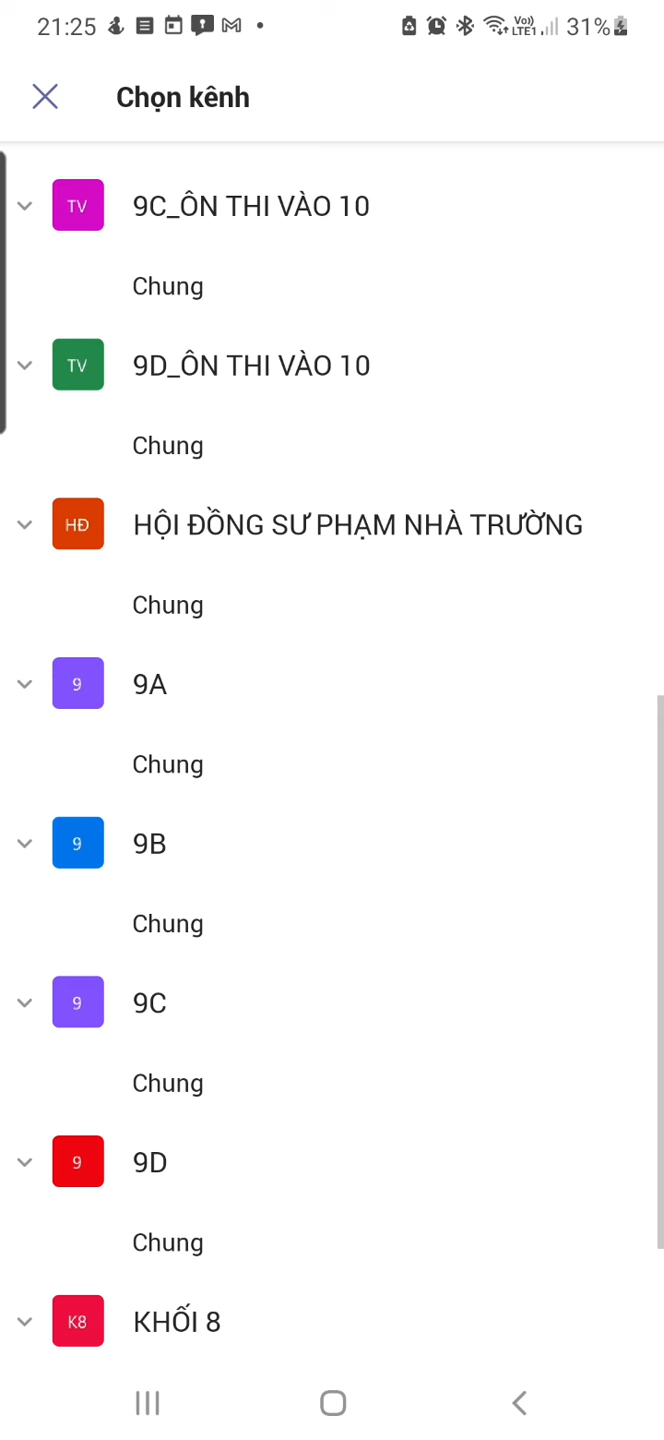 21:25 Vo)) LTE1 31%
Chọn kênh
TV 9C_ÔN THI VÀO 10
Chung
TV 9D_ÔN THI VÀO 10
Chung
HĐ HỘI ĐỒNG SƯ PHẠM NHÀ TRƯỜNG
Chung
9 9A
Chung
9 9B
Chung
9 9C
Chung
9 9D
Chung
K8 KHỐI 8